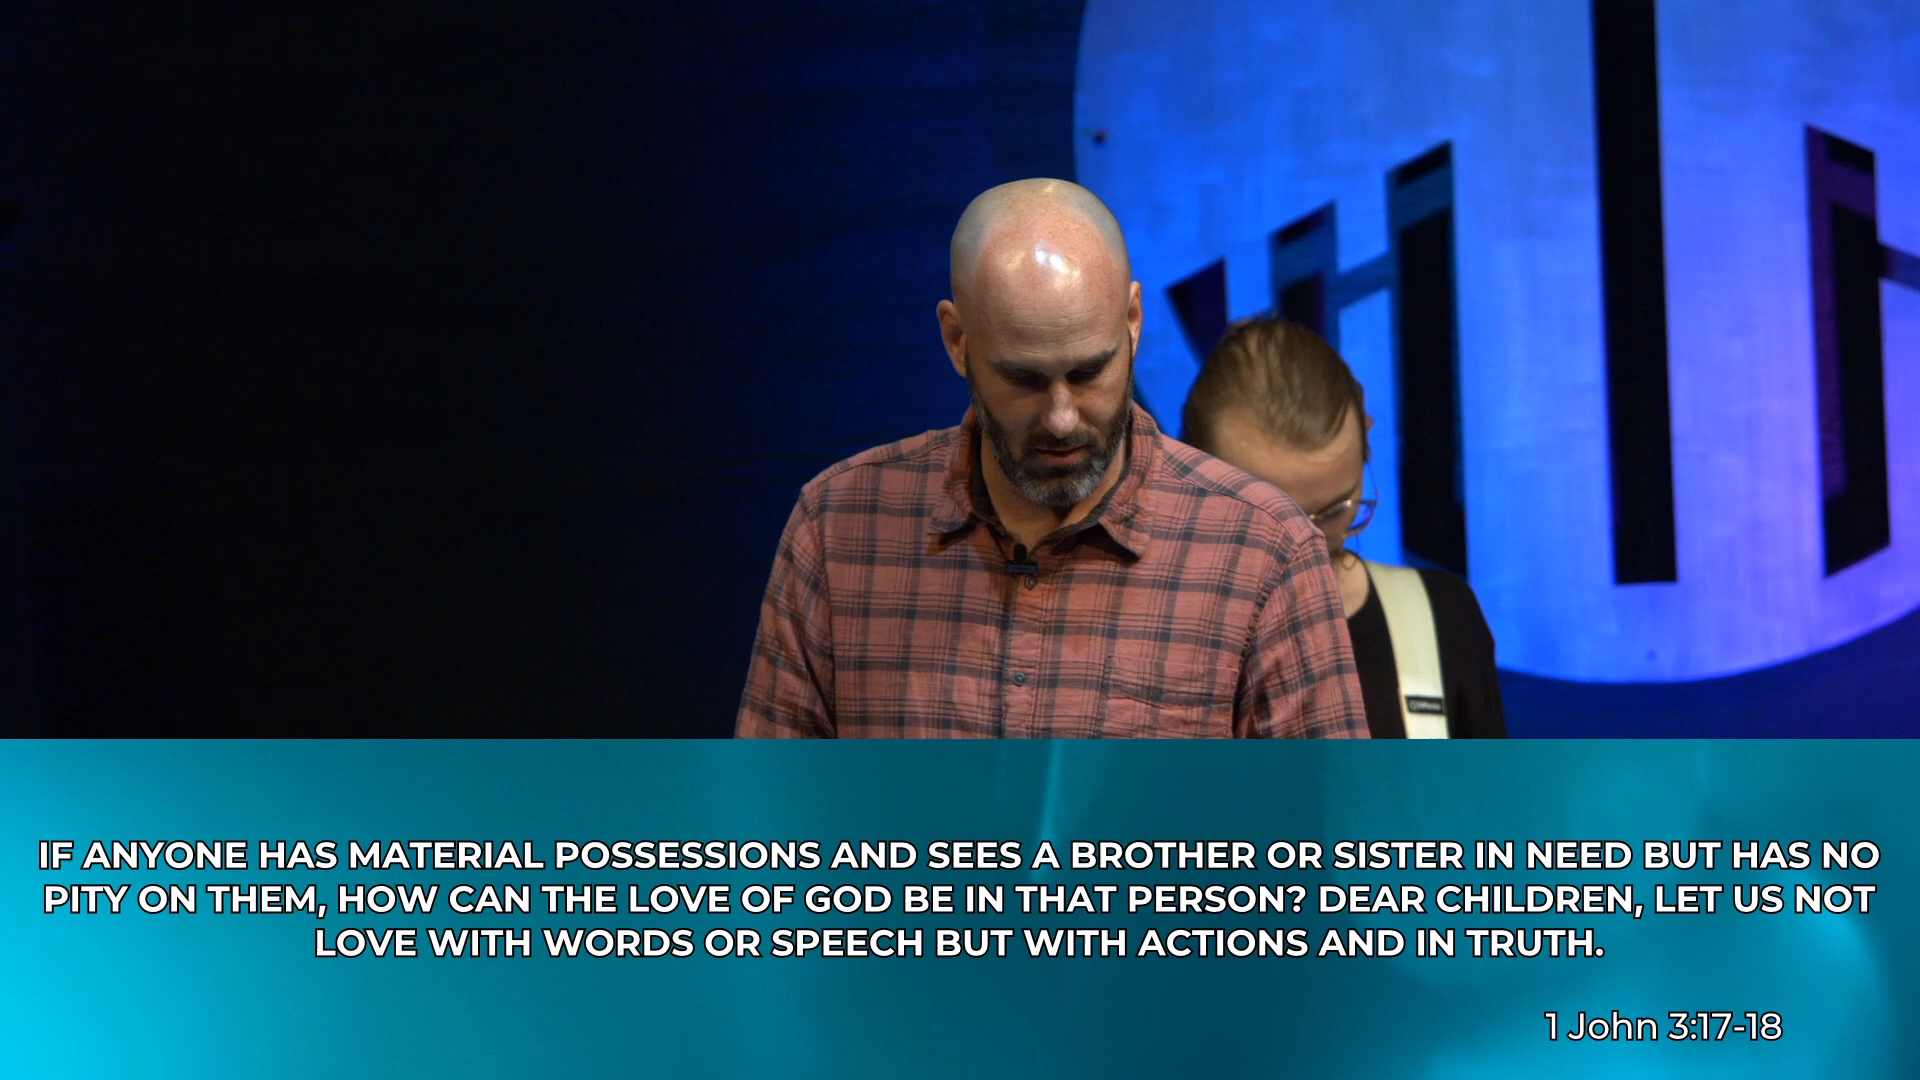 IF ANYONE HAS MATERIAL POSSESSIONS AND SEES A BROTHER OR SISTER IN NEED BUT HAS NO
PITY ON THEM, HOW CAN THE LOVE OF GOD BE IN THAT PERSON? DEAR CHILDREN, LET US NOT
LOVE WITH WORDS OR SPEECH BUT WITH ACTIONS AND IN TRUTH.
1 John 3:17-18